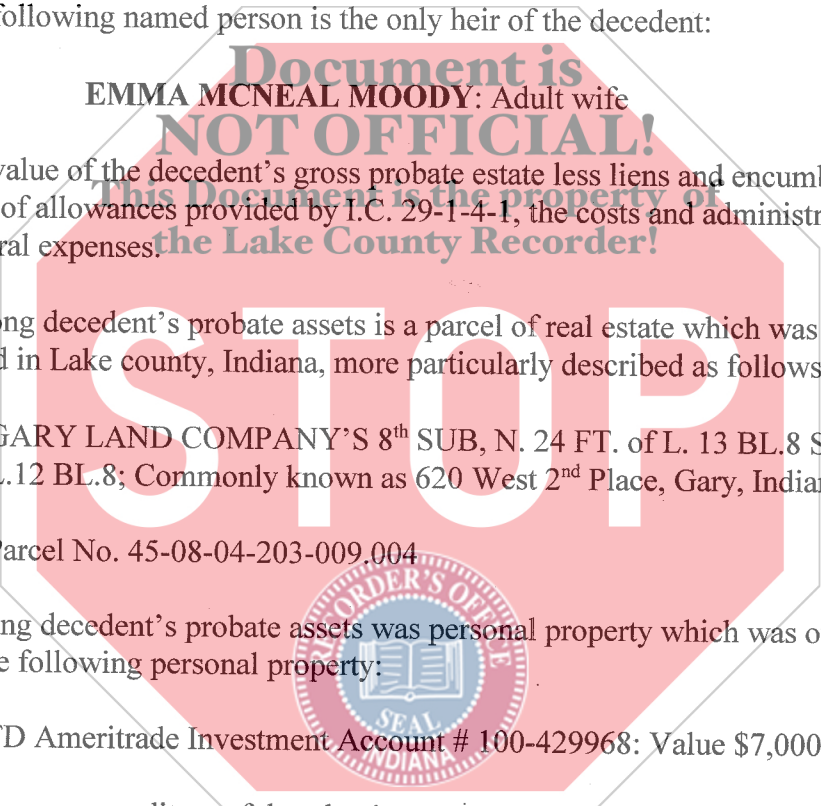 following named person is the only heir of the decedent:
Document is
EMMA MCNEAL MOODY: Adult wife
NOT OFFICIAL!
value of the decedent's gross probate estate less liens and encuml
This Document is the property of
of allowances provided by I.C. 29-1-4-1, the costs and administr
the Lake County Recorder!
ral expenses.
ong decedent's probate assets is a parcel of real estate which was
d in Lake county, Indiana, more particularly described as follows
STOP
GARY LAND COMPANY'S 8th SUB, N. 24 FT. of L. 13 BL.8 S
L.12 BL.8; Commonly known as 620 West 2nd Place, Gary, Indian
Parcel No. 45-08-04-203-009.004
RECORDER'S OFFICE
ng decedent's probate assets was personal property which was o
e following personal property:
SEAL
INDIANA
TD Ameritrade Investment Account # 100-429968: Value $7,000